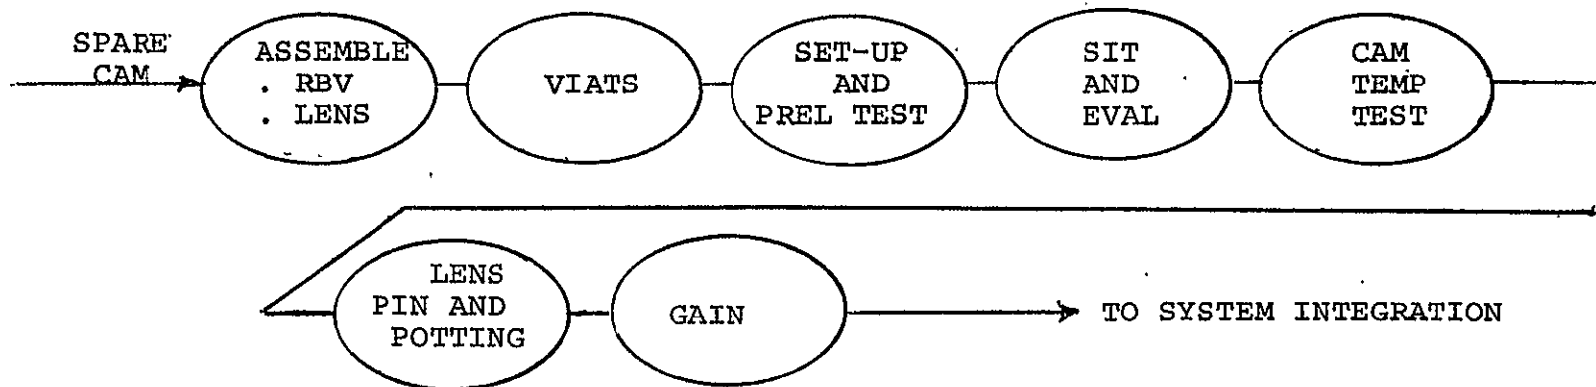 SPARE
CAM
ASSEMBLE
. RBV
. LENS
VIATS
SET-UP
AND
PREL TEST
SIT
AND
EVAL
CAM
TEMP
TEST
LENS
PIN AND
POTTING
GAIN
TO SYSTEM INTEGRATION